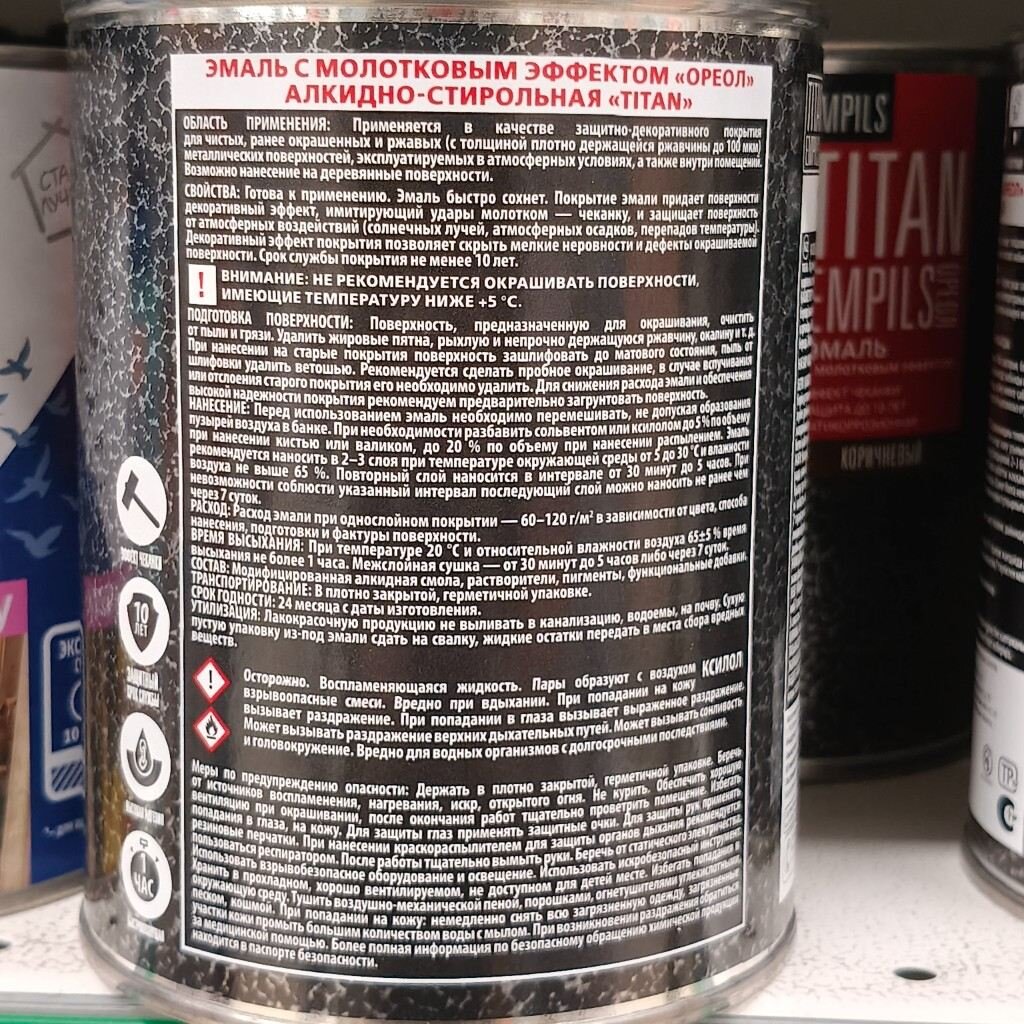 ЭМАЛЬ С МОЛОТКОВЫМ ЭФФЕКТОМ «ОРЕОЛ»
АЛКИДНО-СТИРОЛЬНАЯ «TITAN»
ОБЛАСТЬ ПРИМЕНЕНИЯ: Применяется в качестве защитно-декоративного покрытия
для чистых, ранее окрашенных и ржавых (с толщиной плотно держащейся ржавчины до 100 мкм)
металлических поверхностей, эксплуатируемых в атмосферных условиях, а также внутри помещений.
Возможно нанесение на деревянные поверхности.
СВОЙСТВА: Готова к применению. Эмаль быстро сохнет. Покрытие эмали придает поверхности
декоративный эффект, имитирующий удары молотком — чеканку, и защищает поверхность
от атмосферных воздействий (солнечных лучей, атмосферных осадков, перепадов температуры).
Декоративный эффект покрытия позволяет скрыть мелкие неровности и дефекты окрашиваемой
поверхности. Срок службы покрытия не менее 10 лет.
! ВНИМАНИЕ: НЕ РЕКОМЕНДУЕТСЯ ОКРАШИВАТЬ ПОВЕРХНОСТИ,
ИМЕЮЩИЕ ТЕМПЕРАТУРУ НИЖЕ +5 °С.
ПОДГОТОВКА ПОВЕРХНОСТИ: Поверхность, предназначенную для окрашивания, очистить
от пыли и грязи. Удалить жировые пятна, рыхлую и непрочно держащуюся ржавчину, окалину и т. д.
При нанесении на старые покрытия поверхность зашлифовать до матового состояния, пыль от
шлифовки удалить ветошью. Рекомендуется сделать пробное окрашивание, в случае вспучивания
или отслоения старого покрытия его необходимо удалить. Для снижения расхода эмали и обеспечения
высокой надежности покрытия рекомендуем предварительно загрунтовать поверхность.
НАНЕСЕНИЕ: Перед использованием эмаль необходимо перемешивать, не допуская образования
пузырей воздуха в банке. При необходимости разбавить сольвентом или ксилолом до 5 % по объему
при нанесении кистью или валиком, до 20 % по объему при нанесении распылением. Эмаль
рекомендуется наносить в 2–3 слоя при температуре окружающей среды от 5 до 30 °С и влажности
воздуха не выше 65 %. Повторный слой наносится в интервале от 30 минут до 5 часов. При
невозможности соблюсти указанный интервал последующий слой можно наносить не ранее чем
через 7 суток.
РАСХОД: Расход эмали при однослойном покрытии — 60–120 г/м² в зависимости от цвета, способа
нанесения, подготовки и фактуры поверхности.
ВРЕМЯ ВЫСЫХАНИЯ: При температуре 20 °С и относительной влажности воздуха 65±5 % время
высыхания не более 1 часа. Межслойная сушка — от 30 минут до 5 часов либо через 7 суток.
СОСТАВ: Модифицированная алкидная смола, растворители, пигменты, функциональные добавки.
ТРАНСПОРТИРОВАНИЕ: В плотно закрытой, герметичной упаковке.
СРОК ГОДНОСТИ: 24 месяца с даты изготовления.
УТИЛИЗАЦИЯ: Лакокрасочную продукцию не выливать в канализацию, водоемы, на почву. Сухую
пустую упаковку из-под эмали сдать на свалку, жидкие остатки передать в места сбора вредных
веществ.
Осторожно. Воспламеняющаяся жидкость. Пары образуют с воздухом КСИЛОЛ
взрывоопасные смеси. Вредно при вдыхании. При попадании на кожу
вызывает раздражение. При попадании в глаза вызывает выраженное раздражение.
Может вызывать раздражение верхних дыхательных путей. Может вызывать сонливость
и головокружение. Вредно для водных организмов с долгосрочными последствиями.
Меры по предупреждению опасности: Держать в плотно закрытой, герметичной упаковке. Беречь
от источников воспламенения, нагревания, искр, открытого огня. Не курить. Обеспечить хорошую
вентиляцию при окрашивании, после окончания работ тщательно проветрить помещение. Избегать
попадания в глаза, на кожу. Для защиты глаз применять защитные очки. Для защиты рук применять
резиновые перчатки. При нанесении краскораспылителем для защиты органов дыхания рекомендуется
пользоваться респиратором. После работы тщательно вымыть руки. Беречь от статического электричества.
Использовать взрывобезопасное оборудование и освещение. Использовать искробезопасный инструмент.
Хранить в прохладном, хорошо вентилируемом, не доступном для детей месте. Избегать попадания в
окружающую среду. Тушить воздушно-механической пеной, порошками, огнетушителями углекислотными,
песком, кошмой. При попадании на кожу: немедленно снять всю загрязненную одежду, загрязненные
участки кожи промыть большим количеством воды с мылом. При возникновении раздражения обратиться
за медицинской помощью. Более полная информация по безопасному обращению химической продукции
находится в паспорте безопасности.
ЭФФЕКТ ЧЕКАНКИ
10
ЛЕТ
ЧАС
EMPILS
TITAN
EMPILS
ОРЕОЛ
ЭМАЛЬ
КОРИЧНЕВЫЙ